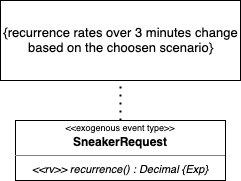 {recurrence rates over 3 minutes change
based on the choosen scenario}
<<exogenous event type>>
SneakerRequest
<<rv>> recurrence() : Decimal {Exp}